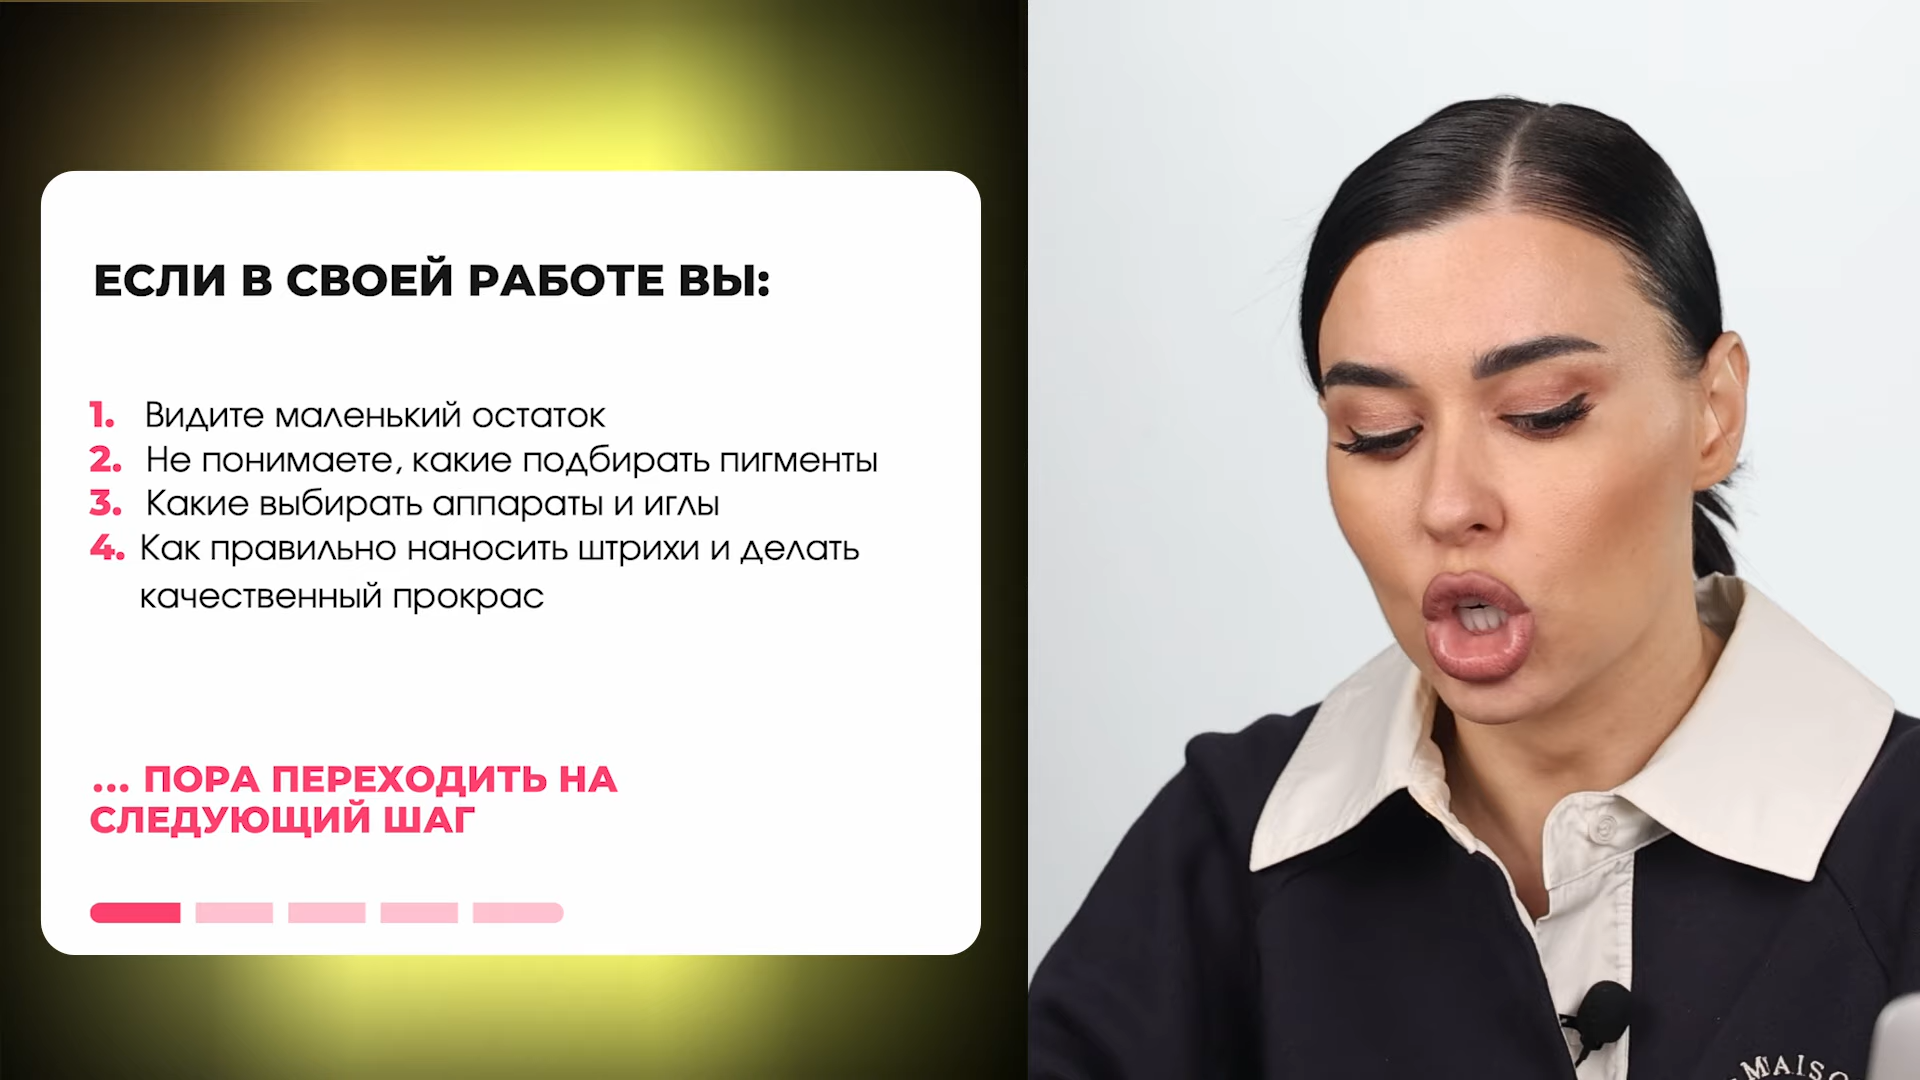 ЕСЛИ В СВОЕЙ РАБОТЕ ВЫ:
1. Видите маленький остаток
2. Не понимаете, какие подбирать пигменты
3. Какие выбирать аппараты и иглы
4. Как правильно наносить штрихи и делать
качественный прокрас
... ПОРА ПЕРЕХОДИТЬ НА
СЛЕДУЮЩИЙ ШАГ
MAISO